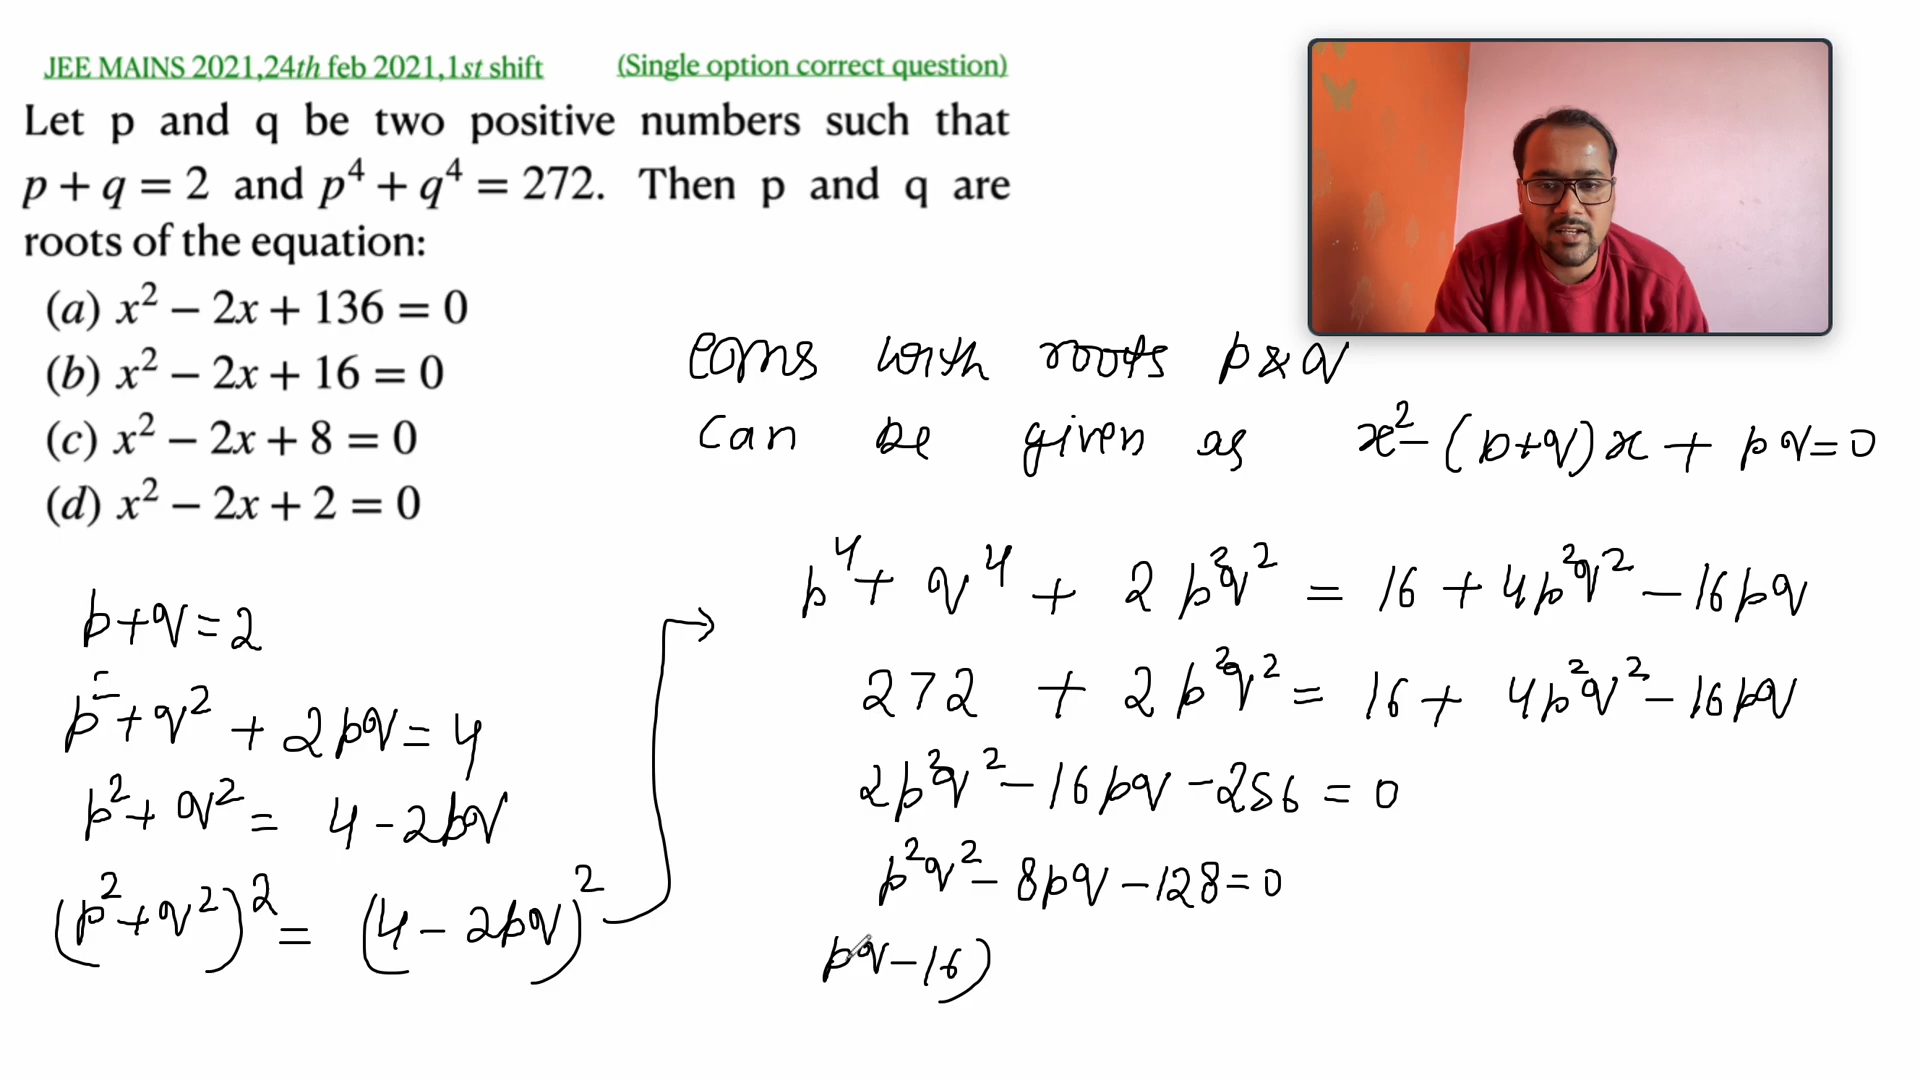 JEE MAINS 2021,24th feb 2021,1st shift (Single option correct question)
Let p and q be two positive numbers such that
p + q = 2 and p⁴ + q⁴ = 272. Then p and q are
roots of the equation:
(a) x² − 2x + 136 = 0
(b) x² − 2x + 16 = 0
(c) x² − 2x + 8 = 0
(d) x² − 2x + 2 = 0
eqns with roots p & q
can be given as x² − (p+q)x + pq = 0
p+q = 2
p² + q² + 2pq = 4
p² + q² = 4 − 2pq
(p² + q²)² = (4 − 2pq)²
p⁴ + q⁴ + 2p²q² = 16 + 4p²q² − 16pq
272 + 2p²q² = 16 + 4p²q² − 16pq
2p²q² − 16pq − 256 = 0
p²q² − 8pq − 128 = 0
pq − 16)